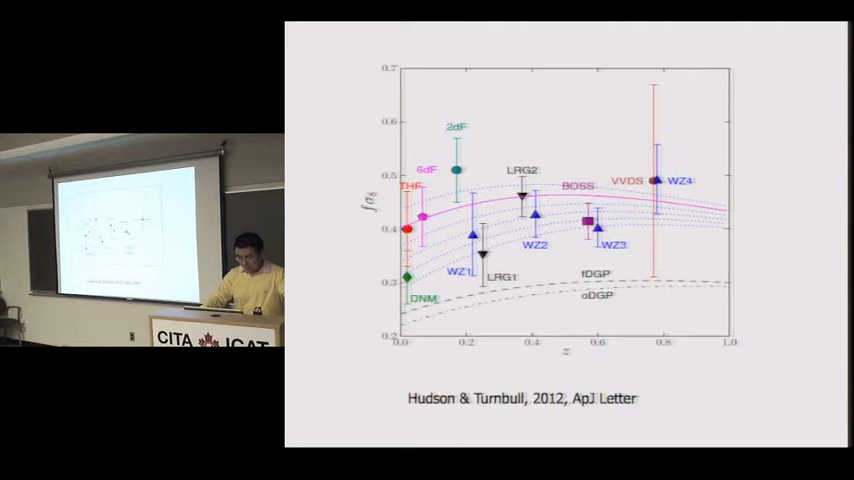 0.7
0.6
0.5
0.4
0.3
0.2
fσ8
2dF
6dF
THF
LRG2
BOSS
VVDS
WZ4
WZ1
WZ2
WZ3
LRG1
DNM
fDGP
oDGP
0.0 0.2 0.4 0.6 0.8 1.0
z
Hudson & Turnbull, 2012, ApJ Letter
CITA ICAT